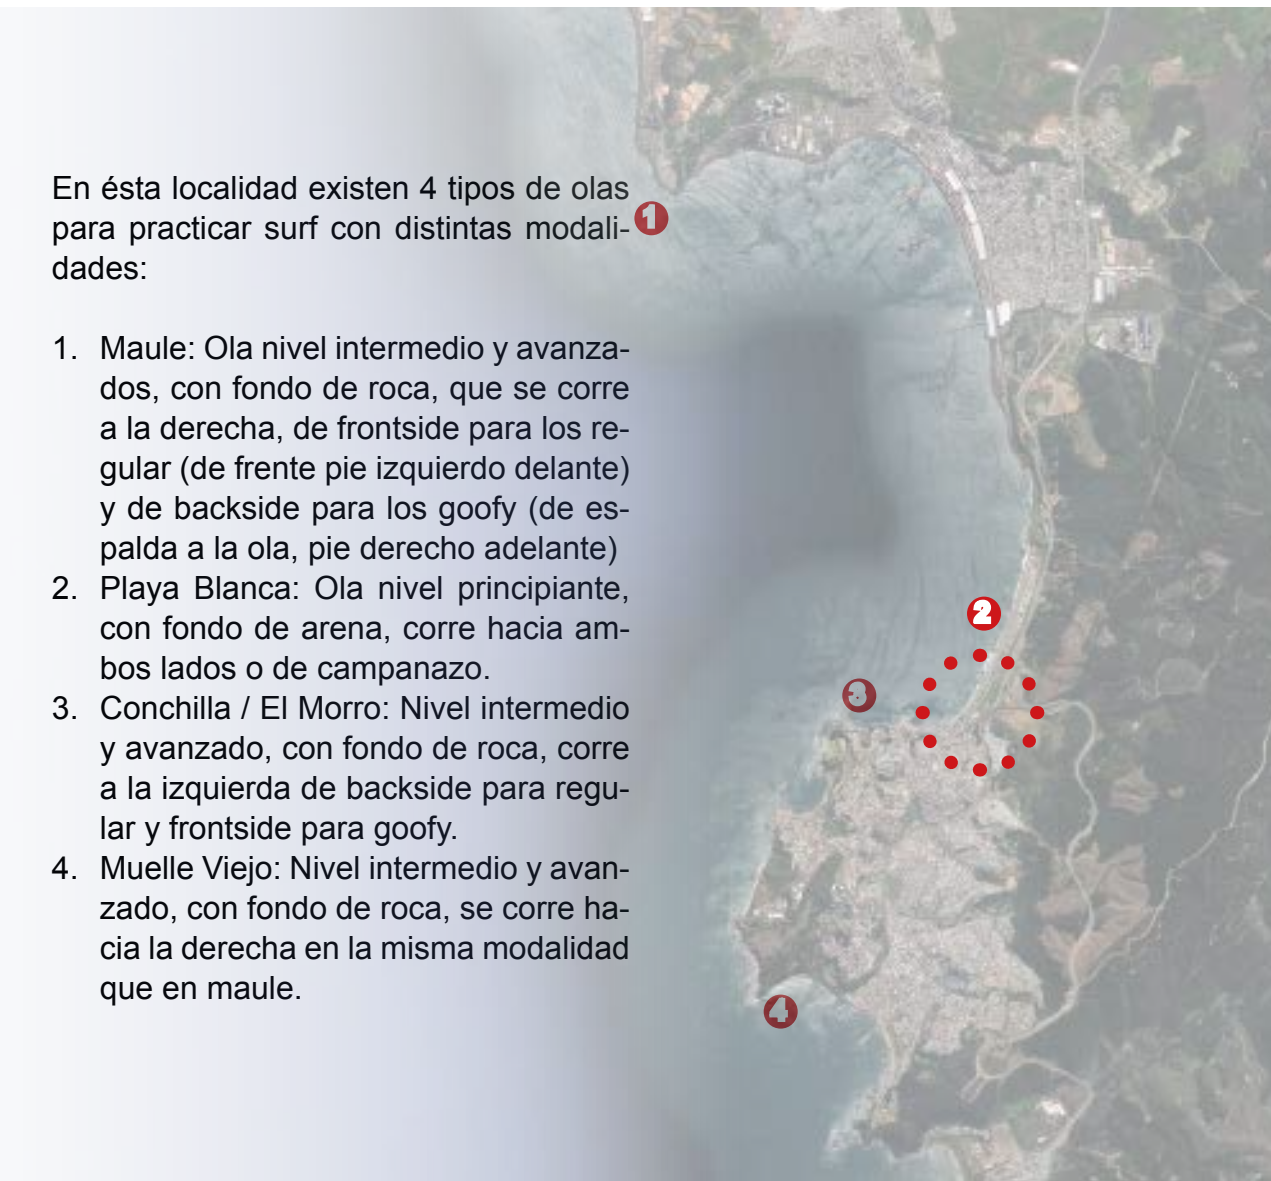 En ésta localidad existen 4 tipos de olas
para practicar surf con distintas modali-
dades:
1. Maule: Ola nivel intermedio y avanza-
dos, con fondo de roca, que se corre
a la derecha, de frontside para los re-
gular (de frente pie izquierdo delante)
y de backside para los goofy (de es-
palda a la ola, pie derecho adelante)
2. Playa Blanca: Ola nivel principiante,
con fondo de arena, corre hacia am-
bos lados o de campanazo.
3. Conchilla / El Morro: Nivel intermedio
y avanzado, con fondo de roca, corre
a la izquierda de backside para regu-
lar y frontside para goofy.
4. Muelle Viejo: Nivel intermedio y avan-
zado, con fondo de roca, se corre ha-
cia la derecha en la misma modalidad
que en maule.
1
2
3
4